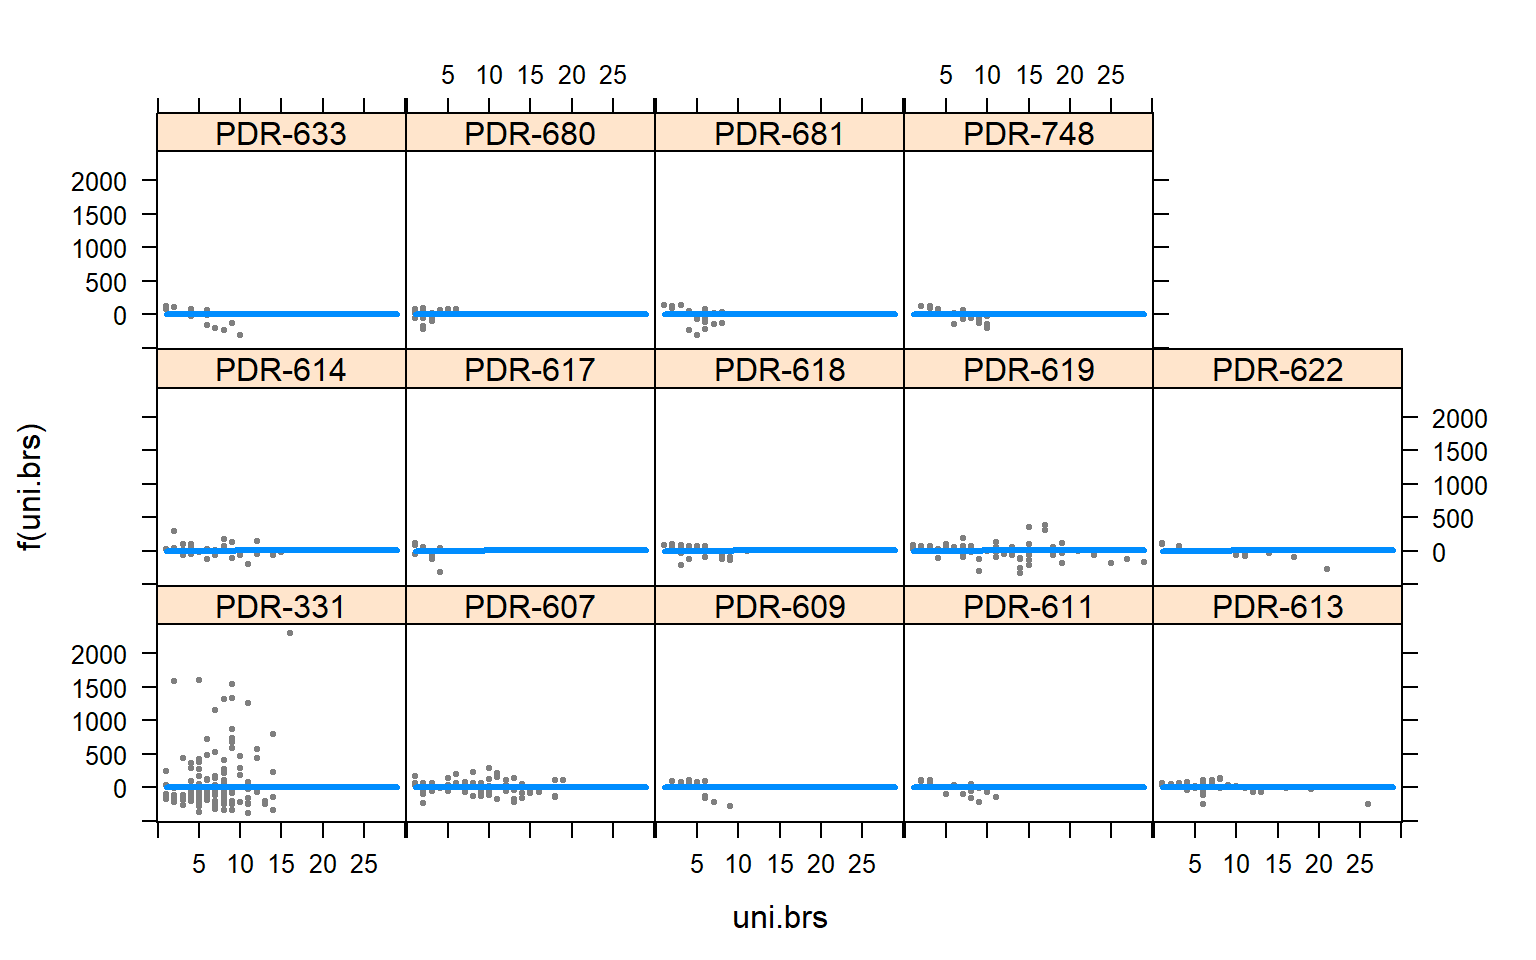 5 10 15 20 25 5 10 15 20 25
PDR-633 PDR-680 PDR-681 PDR-748
2000
1500
1000
500
0
PDR-614 PDR-617 PDR-618 PDR-619 PDR-622
2000
1500
1000
500
0
f(uni.brs)
PDR-331 PDR-607 PDR-609 PDR-611 PDR-613
2000
1500
1000
500
0
5 10 15 20 25 5 10 15 20 25 5 10 15 20 25
uni.brs